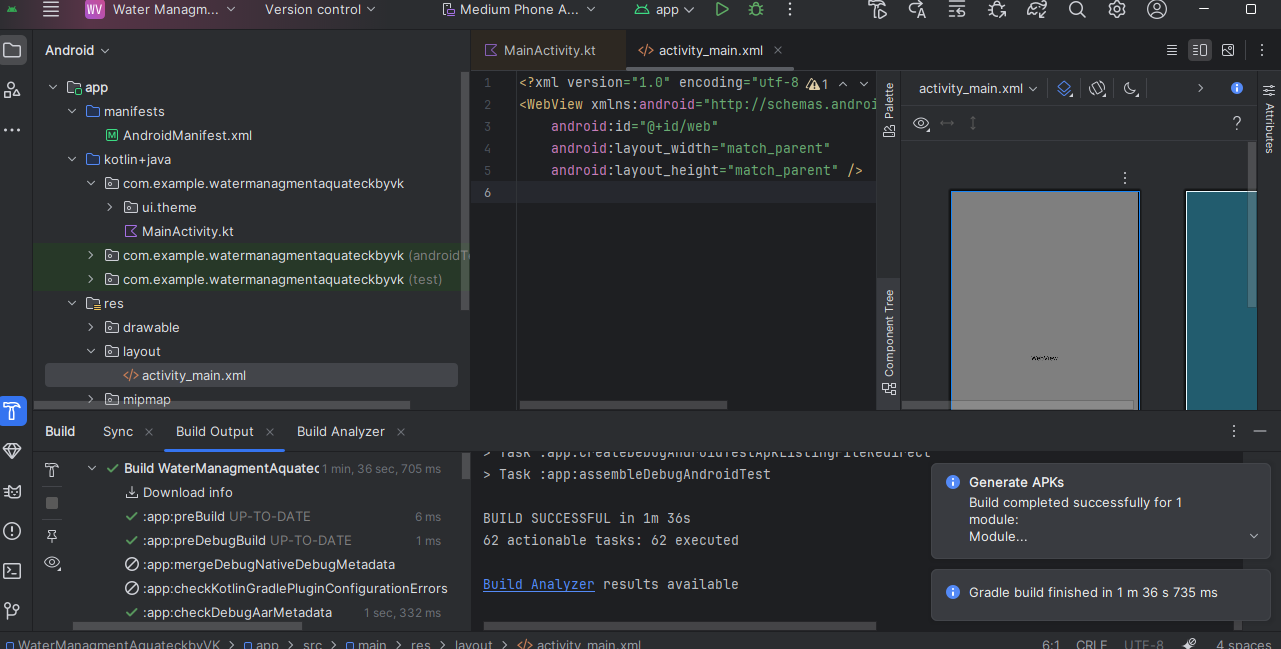 WV Water Managm... Version control Medium Phone A... app
Android
app
manifests
AndroidManifest.xml
kotlin+java
com.example.watermanagmentaquateckbyvk
ui.theme
MainActivity.kt
com.example.watermanagmentaquateckbyvk (androidTe
com.example.watermanagmentaquateckbyvk (test)
res
drawable
layout
activity_main.xml
mipmap
MainActivity.kt activity_main.xml
1 <?xml version="1.0" encoding="utf-8 1
2 <WebView xmlns:android="http://schemas.androi
3 android:id="@+id/web"
4 android:layout_width="match_parent"
5 android:layout_height="match_parent" />
6
Palette
Component Tree
activity_main.xml
?
WebView
Attributes
Build Sync Build Output Build Analyzer
Build WaterManagmentAquatec 1 min, 36 sec, 705 ms
Download info
:app:preBuild UP-TO-DATE 6 ms
:app:preDebugBuild UP-TO-DATE 1 ms
:app:mergeDebugNativeDebugMetadata
:app:checkKotlinGradlePluginConfigurationErrors
:app:checkDebugAarMetadata 1 sec, 332 ms
> Task :app:createDebugAndroidTestApkListingFileRedirect
> Task :app:assembleDebugAndroidTest
BUILD SUCCESSFUL in 1m 36s
62 actionable tasks: 62 executed
Build Analyzer results available
Generate APKs
Build completed successfully for 1
module:
Module...
Gradle build finished in 1 m 36 s 735 ms
WaterManagmentAquateckbyVK > app > src > main > res > layout > activity_main.xml 6:1 CRLF UTF-8 4 spaces